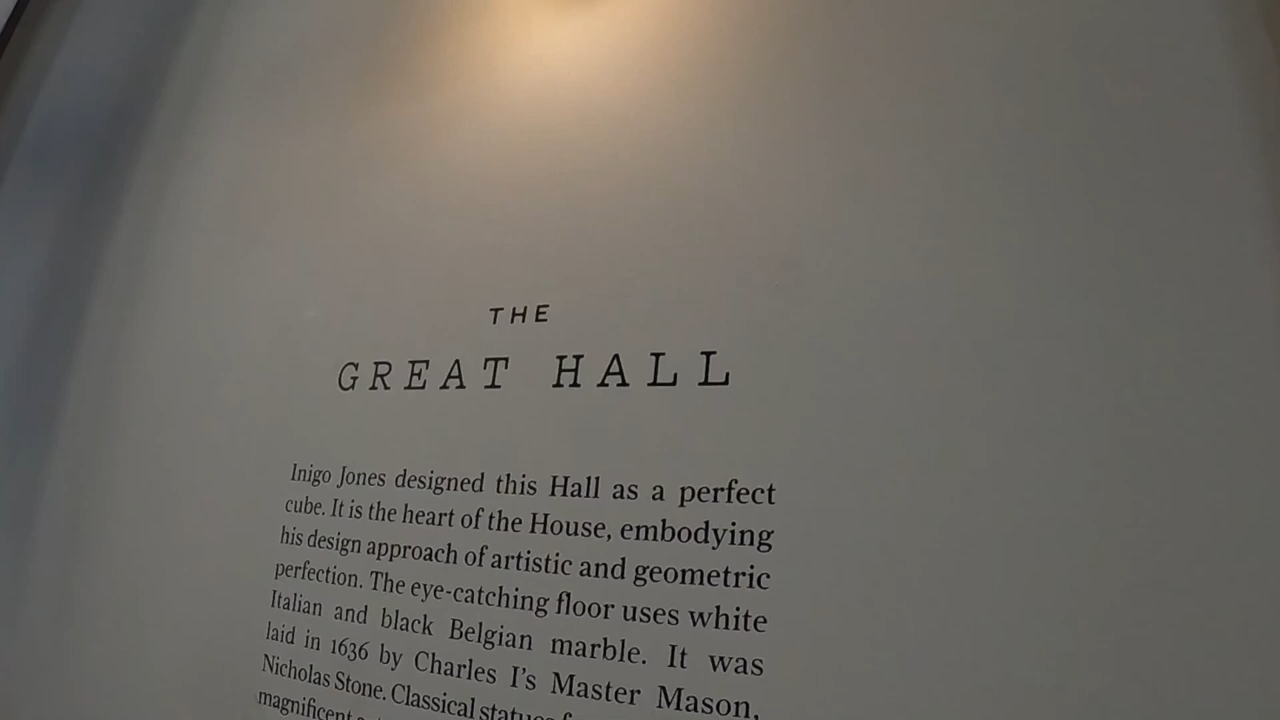 THE
GREAT HALL
Inigo Jones designed this Hall as a perfect
cube. It is the heart of the House, embodying
his design approach of artistic and geometric
perfection. The eye-catching floor uses white
Italian and black Belgian marble. It was
laid in 1636 by Charles I’s Master Mason,
Nicholas Stone. Classical statues
magnificent